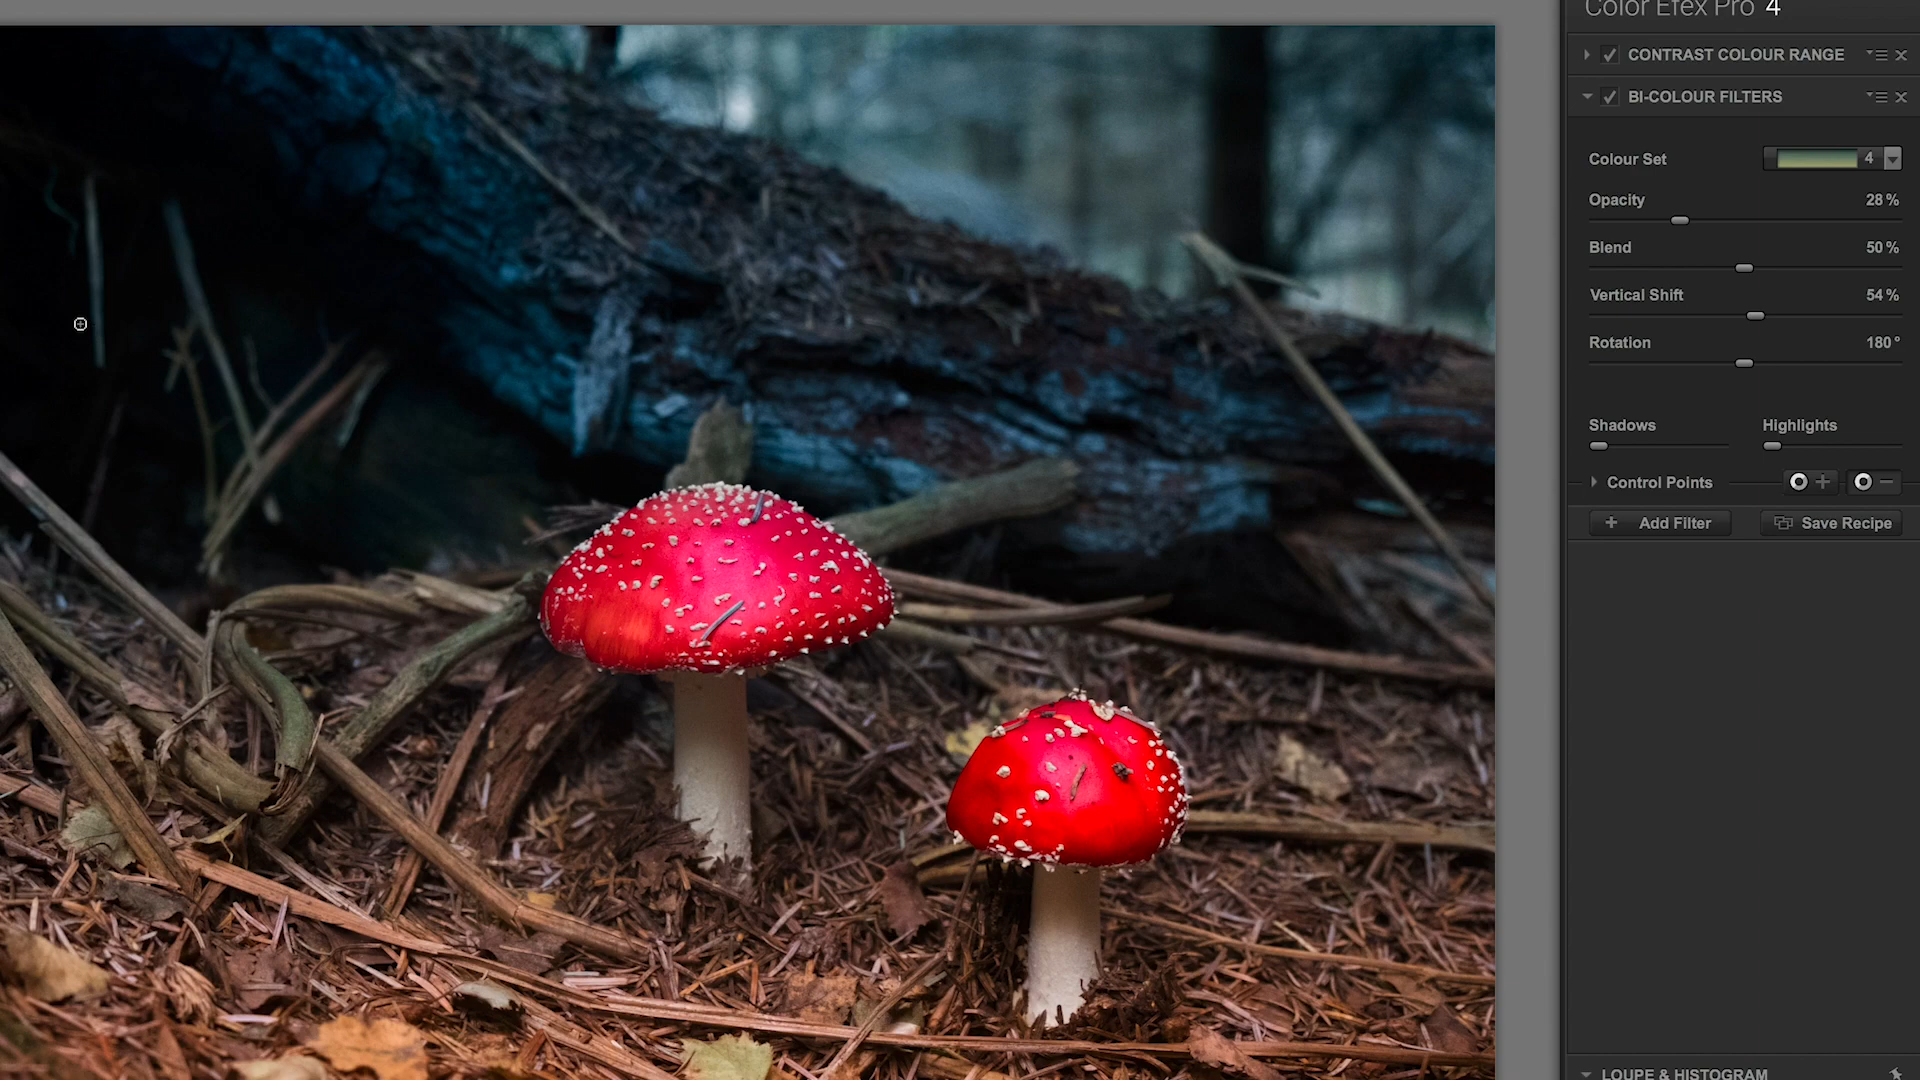 Color Efex Pro 4
CONTRAST COLOUR RANGE
BI-COLOUR FILTERS
Colour Set 4
Opacity 28 %
Blend 50 %
Vertical Shift 54 %
Rotation 180 °
Shadows Highlights
Control Points
Add Filter Save Recipe
LOUPE & HISTOGRAM